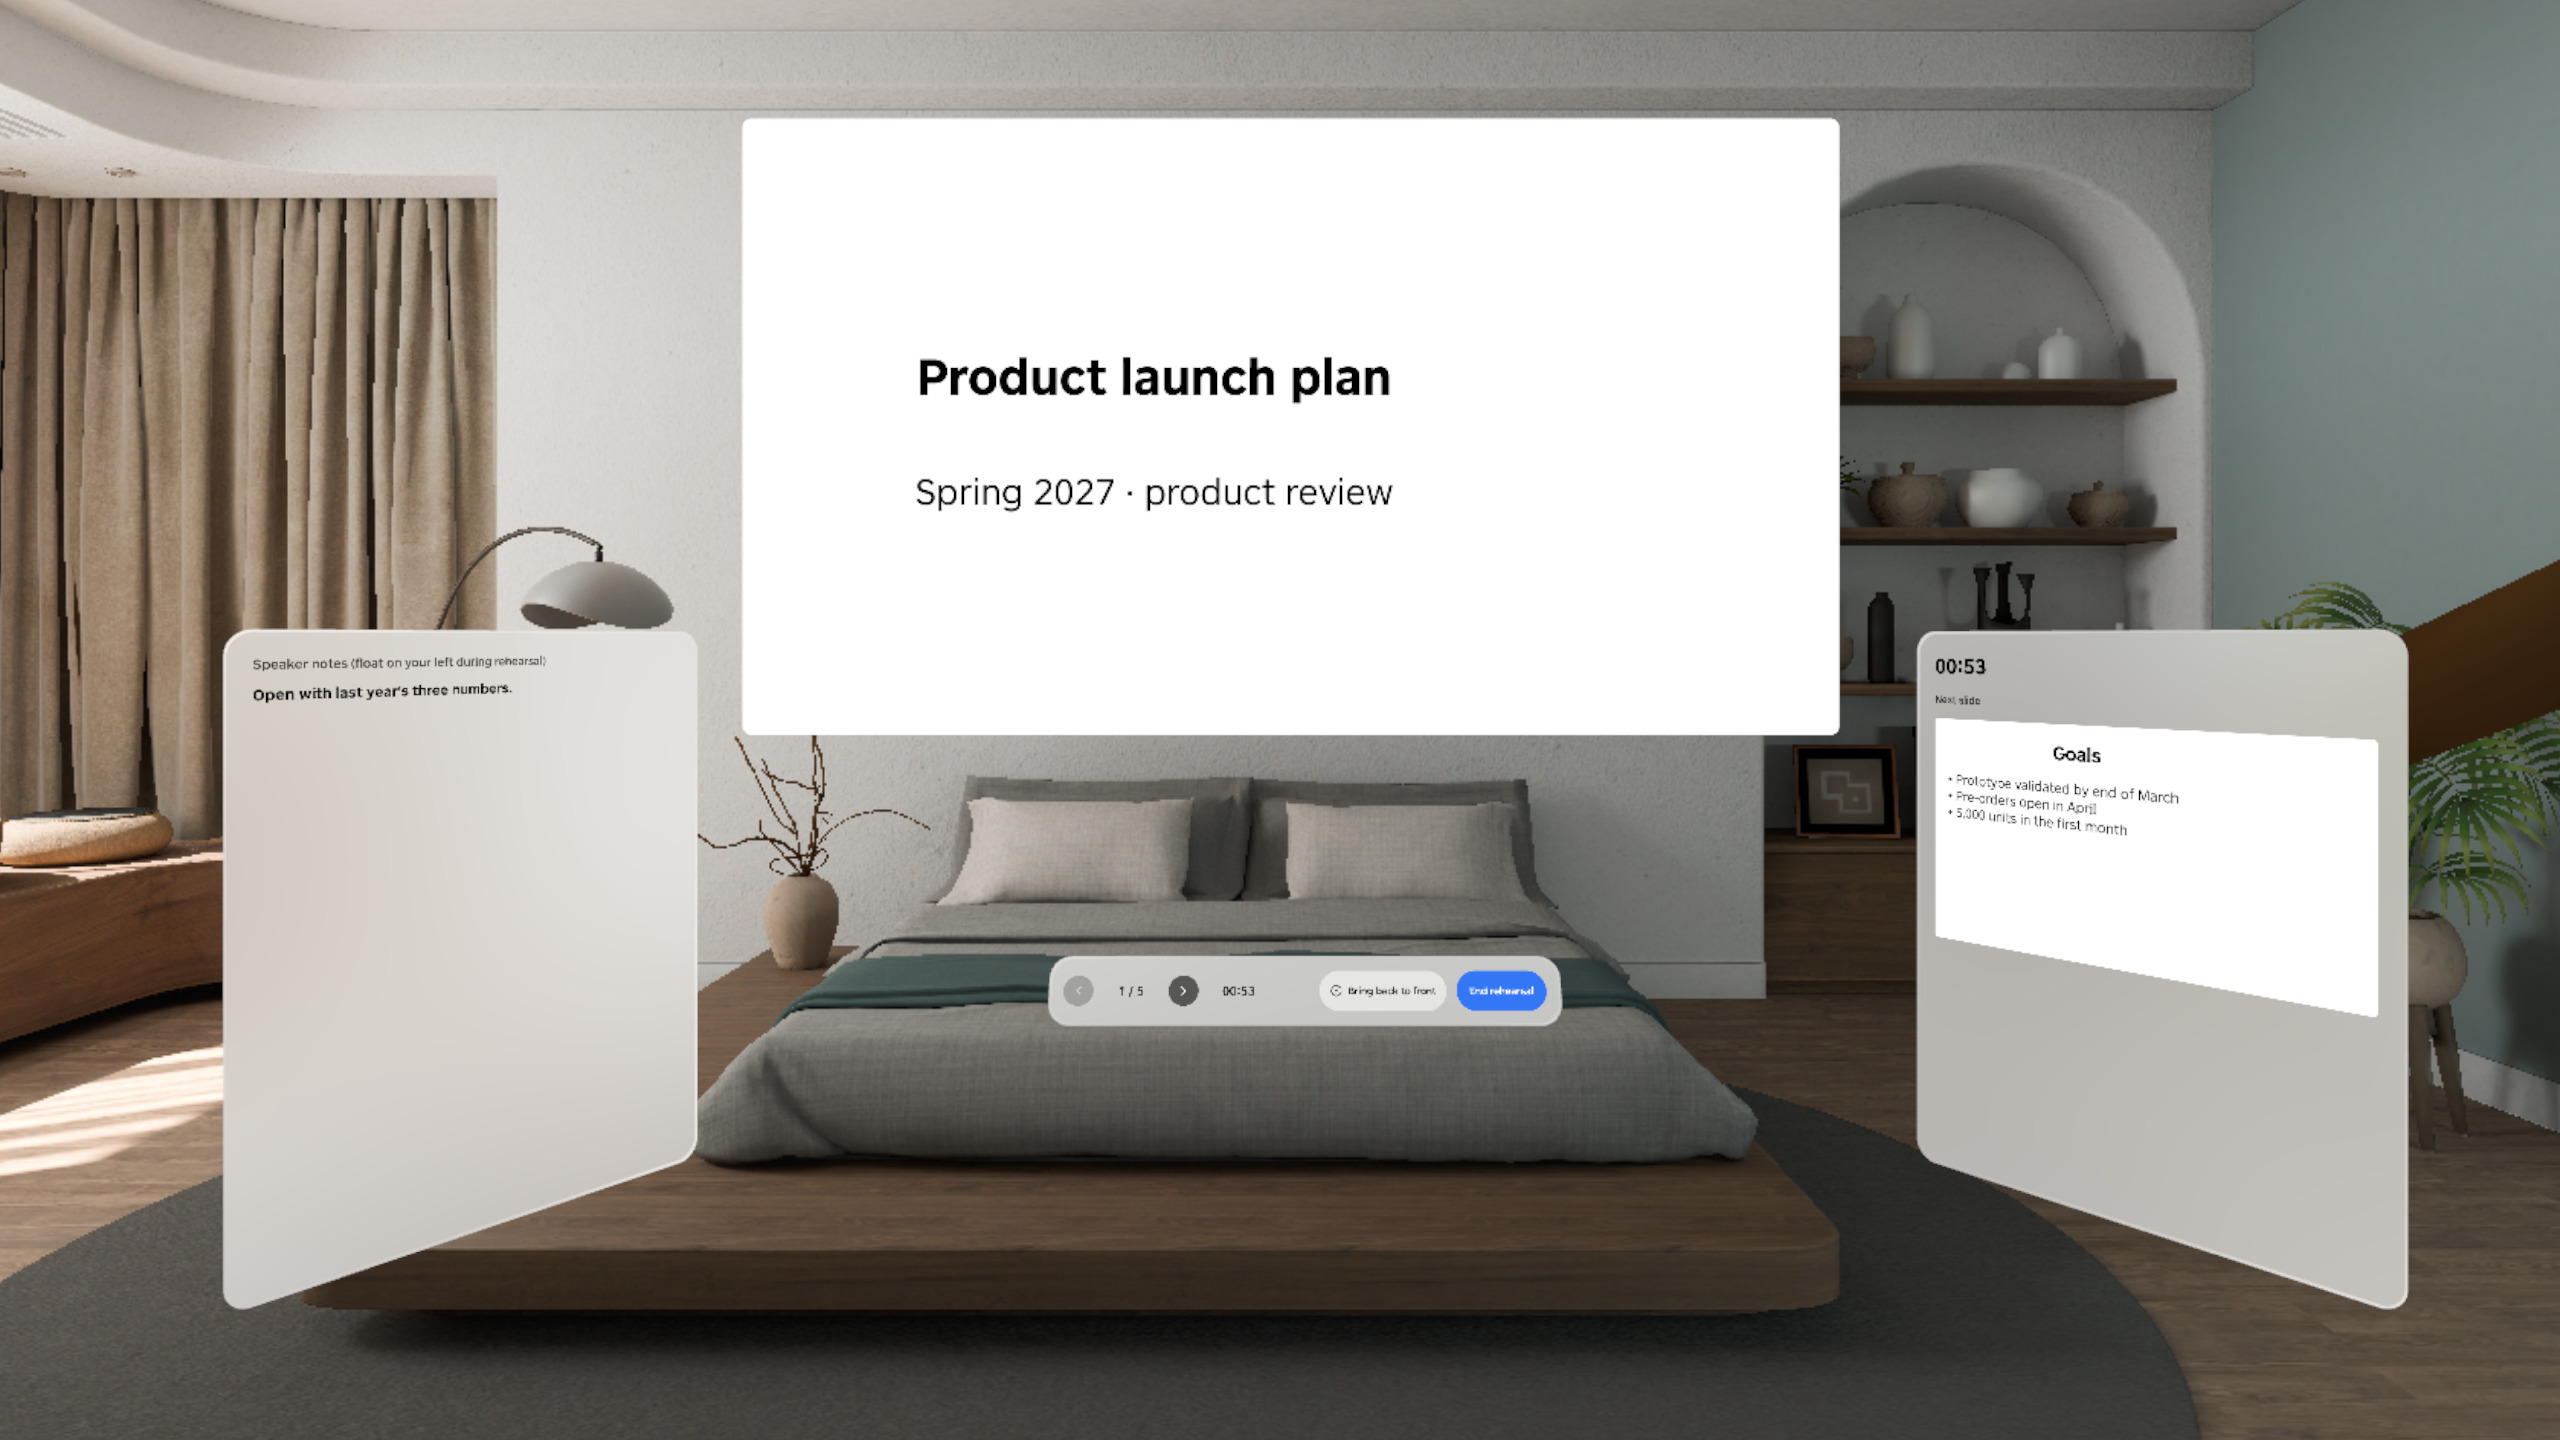 Product launch plan
Spring 2027 · product review
Speaker notes (float on your left during rehearsal)
Open with last year's three numbers.
00:53
Next slide
Goals
• Prototype validated by end of March
• Pre-orders open in April
• 5,000 units in the first month
1 / 5
00:53
Bring back to front
End rehearsal